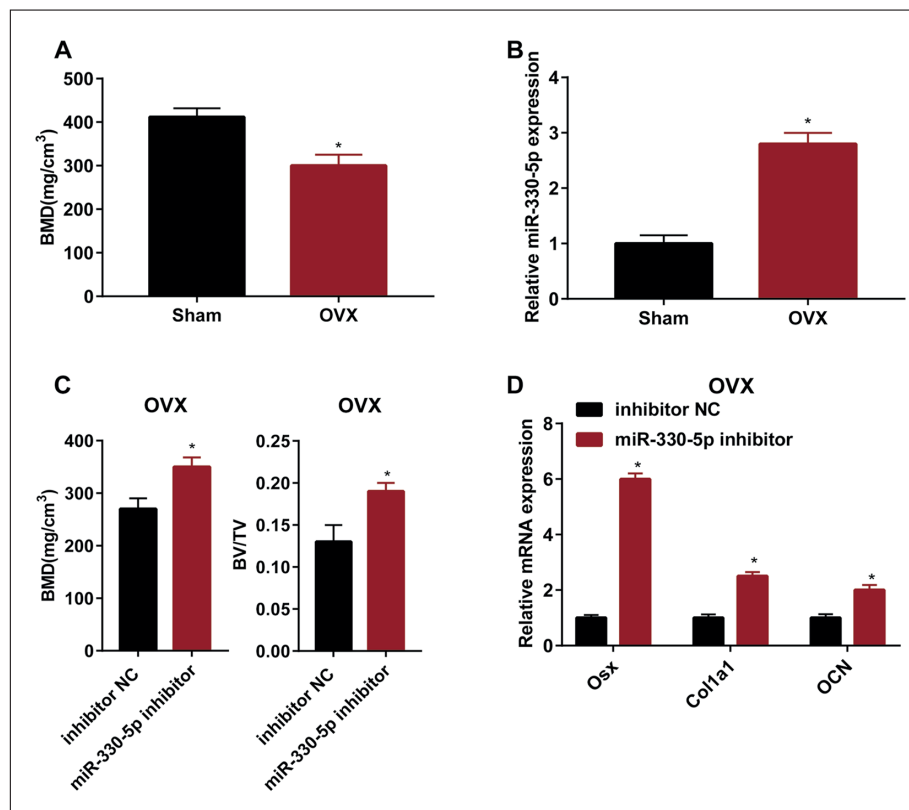 A
BMD(mg/cm³)
500
400
300
200
100
0
*
Sham
OVX
B
Relative miR-330-5p expression
4
3
2
1
0
*
Sham
OVX
C
OVX
BMD(mg/cm³)
400
300
200
100
0
*
inhibitor NC
miR-330-5p inhibitor
OVX
BV/TV
0.25
0.20
0.15
0.10
0.05
0.00
*
inhibitor NC
miR-330-5p inhibitor
D
OVX
inhibitor NC
miR-330-5p inhibitor
Relative mRNA expression
8
6
4
2
0
*
*
*
Osx
Col1a1
OCN